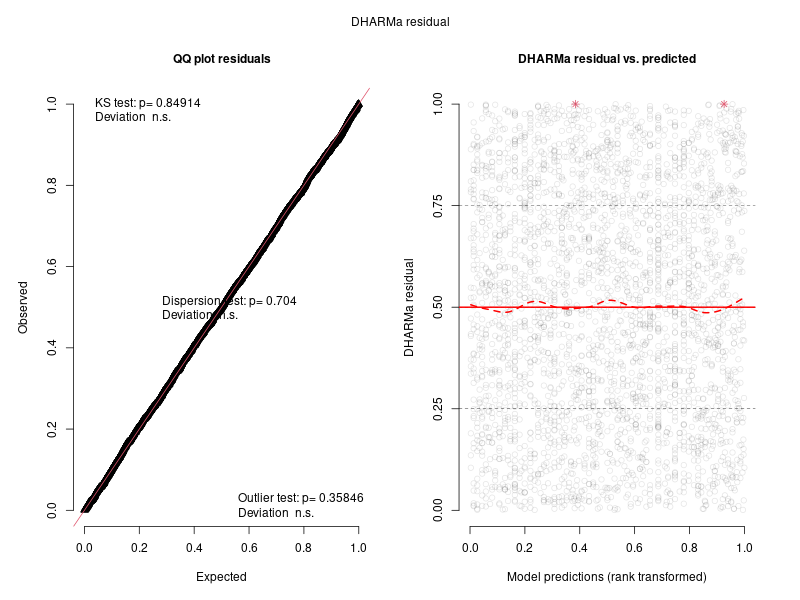 DHARMa residual
QQ plot residuals
KS test: p= 0.84914
Deviation n.s.
Dispersion test: p= 0.704
Deviation n.s.
Outlier test: p= 0.35846
Deviation n.s.
Observed
0.0
0.2
0.4
0.6
0.8
1.0
0.0 0.2 0.4 0.6 0.8 1.0
Expected
DHARMa residual vs. predicted
DHARMa residual
0.00
0.25
0.50
0.75
1.00
0.0 0.2 0.4 0.6 0.8 1.0
Model predictions (rank transformed)